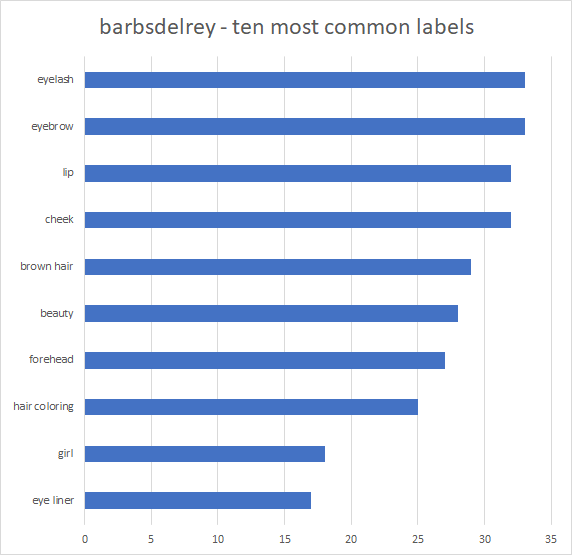 barbsdelrey - ten most common labels
eyelash
eyebrow
lip
cheek
brown hair
beauty
forehead
hair coloring
girl
eye liner
0 5 10 15 20 25 30 35